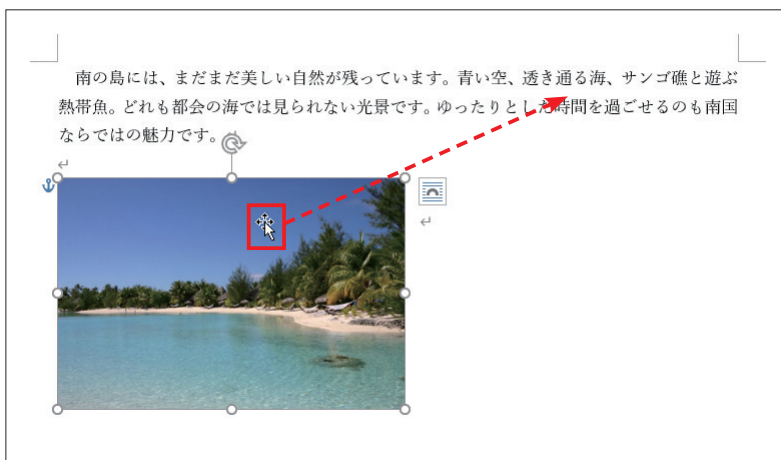 南の島には、まだまだ美しい自然が残っています。青い空、透き通る海、サンゴ礁と遊ぶ
熱帯魚。どれも都会の海では見られない光景です。ゆったりとした時間を過ごせるのも南国
ならではの魅力です。